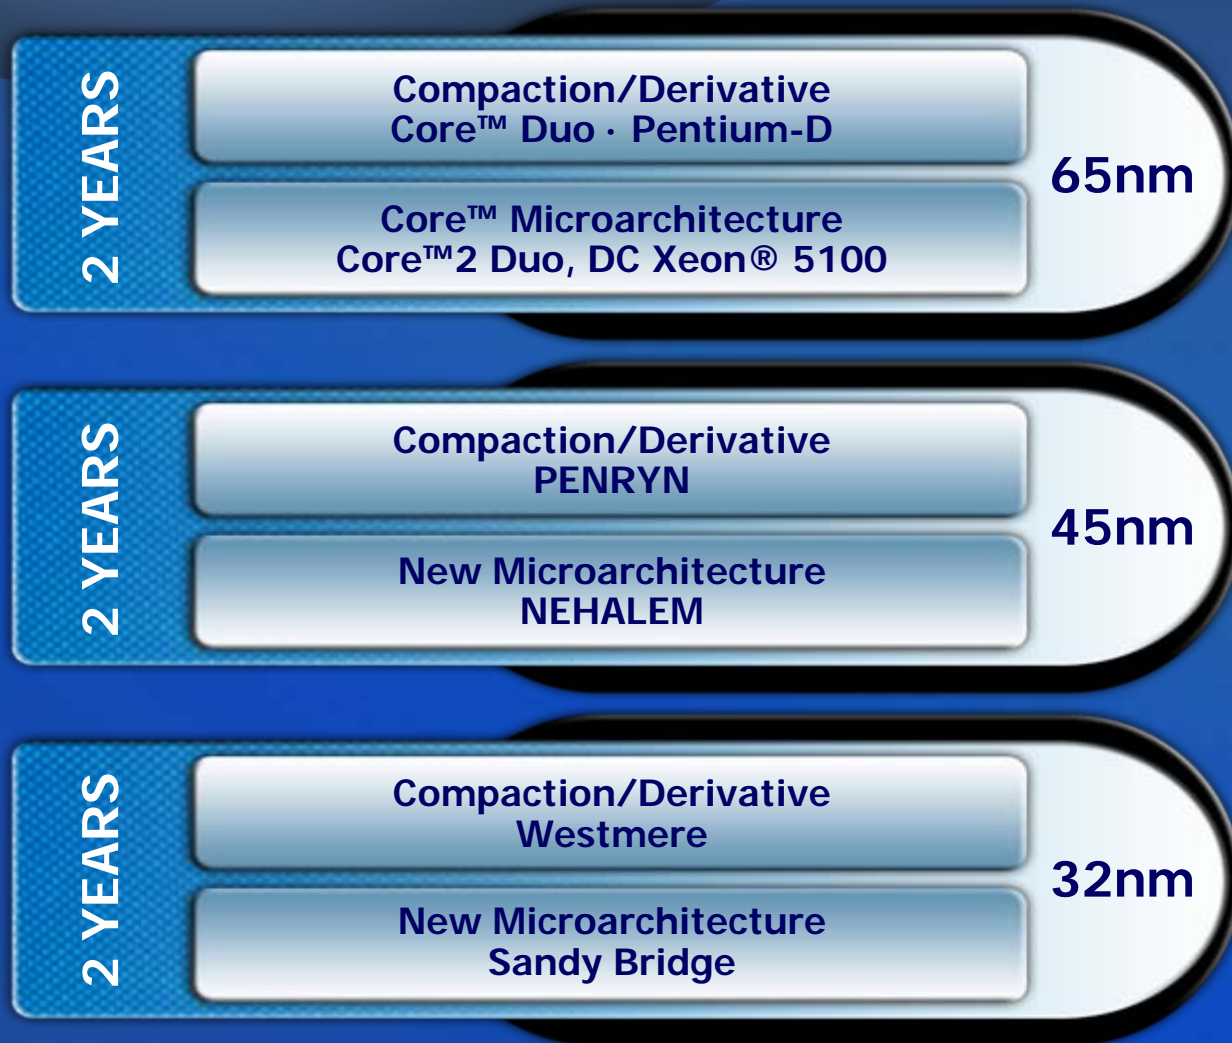 2 YEARS
Compaction/Derivative
Core™ Duo · Pentium-D
Core™ Microarchitecture
Core™2 Duo, DC Xeon® 5100
65nm
2 YEARS
Compaction/Derivative
PENRYN
New Microarchitecture
NEHALEM
45nm
2 YEARS
Compaction/Derivative
Westmere
New Microarchitecture
Sandy Bridge
32nm